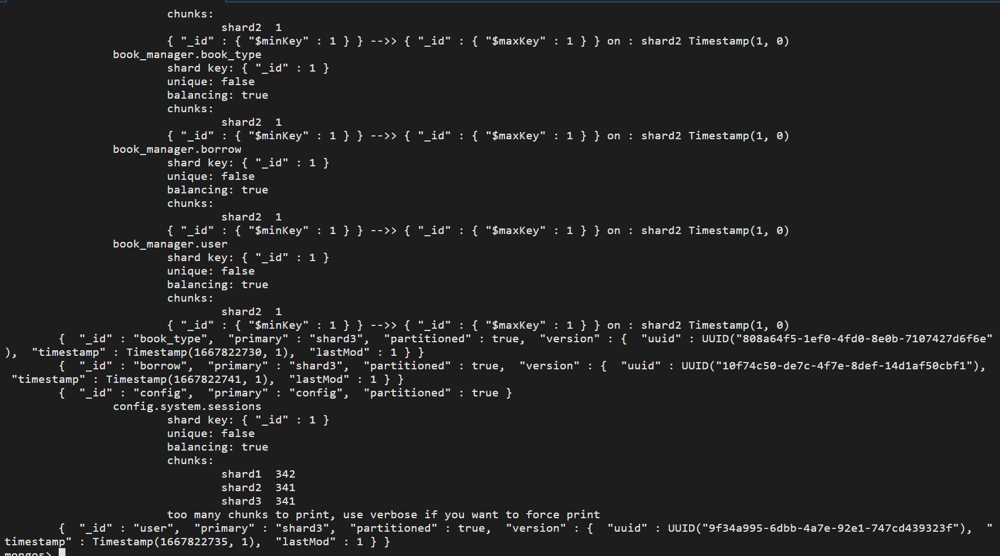 chunks:
shard2  1
{ "_id" : { "$minKey" : 1 } } -->> { "_id" : { "$maxKey" : 1 } } on : shard2 Timestamp(1, 0)
book_manager.book_type
shard key: { "_id" : 1 }
unique: false
balancing: true
chunks:
shard2  1
{ "_id" : { "$minKey" : 1 } } -->> { "_id" : { "$maxKey" : 1 } } on : shard2 Timestamp(1, 0)
book_manager.borrow
shard key: { "_id" : 1 }
unique: false
balancing: true
chunks:
shard2  1
{ "_id" : { "$minKey" : 1 } } -->> { "_id" : { "$maxKey" : 1 } } on : shard2 Timestamp(1, 0)
book_manager.user
shard key: { "_id" : 1 }
unique: false
balancing: true
chunks:
shard2  1
{ "_id" : { "$minKey" : 1 } } -->> { "_id" : { "$maxKey" : 1 } } on : shard2 Timestamp(1, 0)
{  "_id" : "book_type",  "primary" : "shard3",  "partitioned" : true,  "version" : {  "uuid" : UUID("808a64f5-1ef0-4fd0-8e0b-7107427d6f6e"
),  "timestamp" : Timestamp(1667822730, 1),  "lastMod" : 1 } }
{  "_id" : "borrow",  "primary" : "shard3",  "partitioned" : true,  "version" : {  "uuid" : UUID("10f74c50-de7c-4f7e-8def-14d1af50cbf1"),
"timestamp" : Timestamp(1667822741, 1),  "lastMod" : 1 } }
{  "_id" : "config",  "primary" : "config",  "partitioned" : true }
config.system.sessions
shard key: { "_id" : 1 }
unique: false
balancing: true
chunks:
shard1  342
shard2  341
shard3  341
too many chunks to print, use verbose if you want to force print
{  "_id" : "user",  "primary" : "shard3",  "partitioned" : true,  "version" : {  "uuid" : UUID("9f34a995-6dbb-4a7e-92e1-747cd439323f"),  "
timestamp" : Timestamp(1667822735, 1),  "lastMod" : 1 } }
mongos>